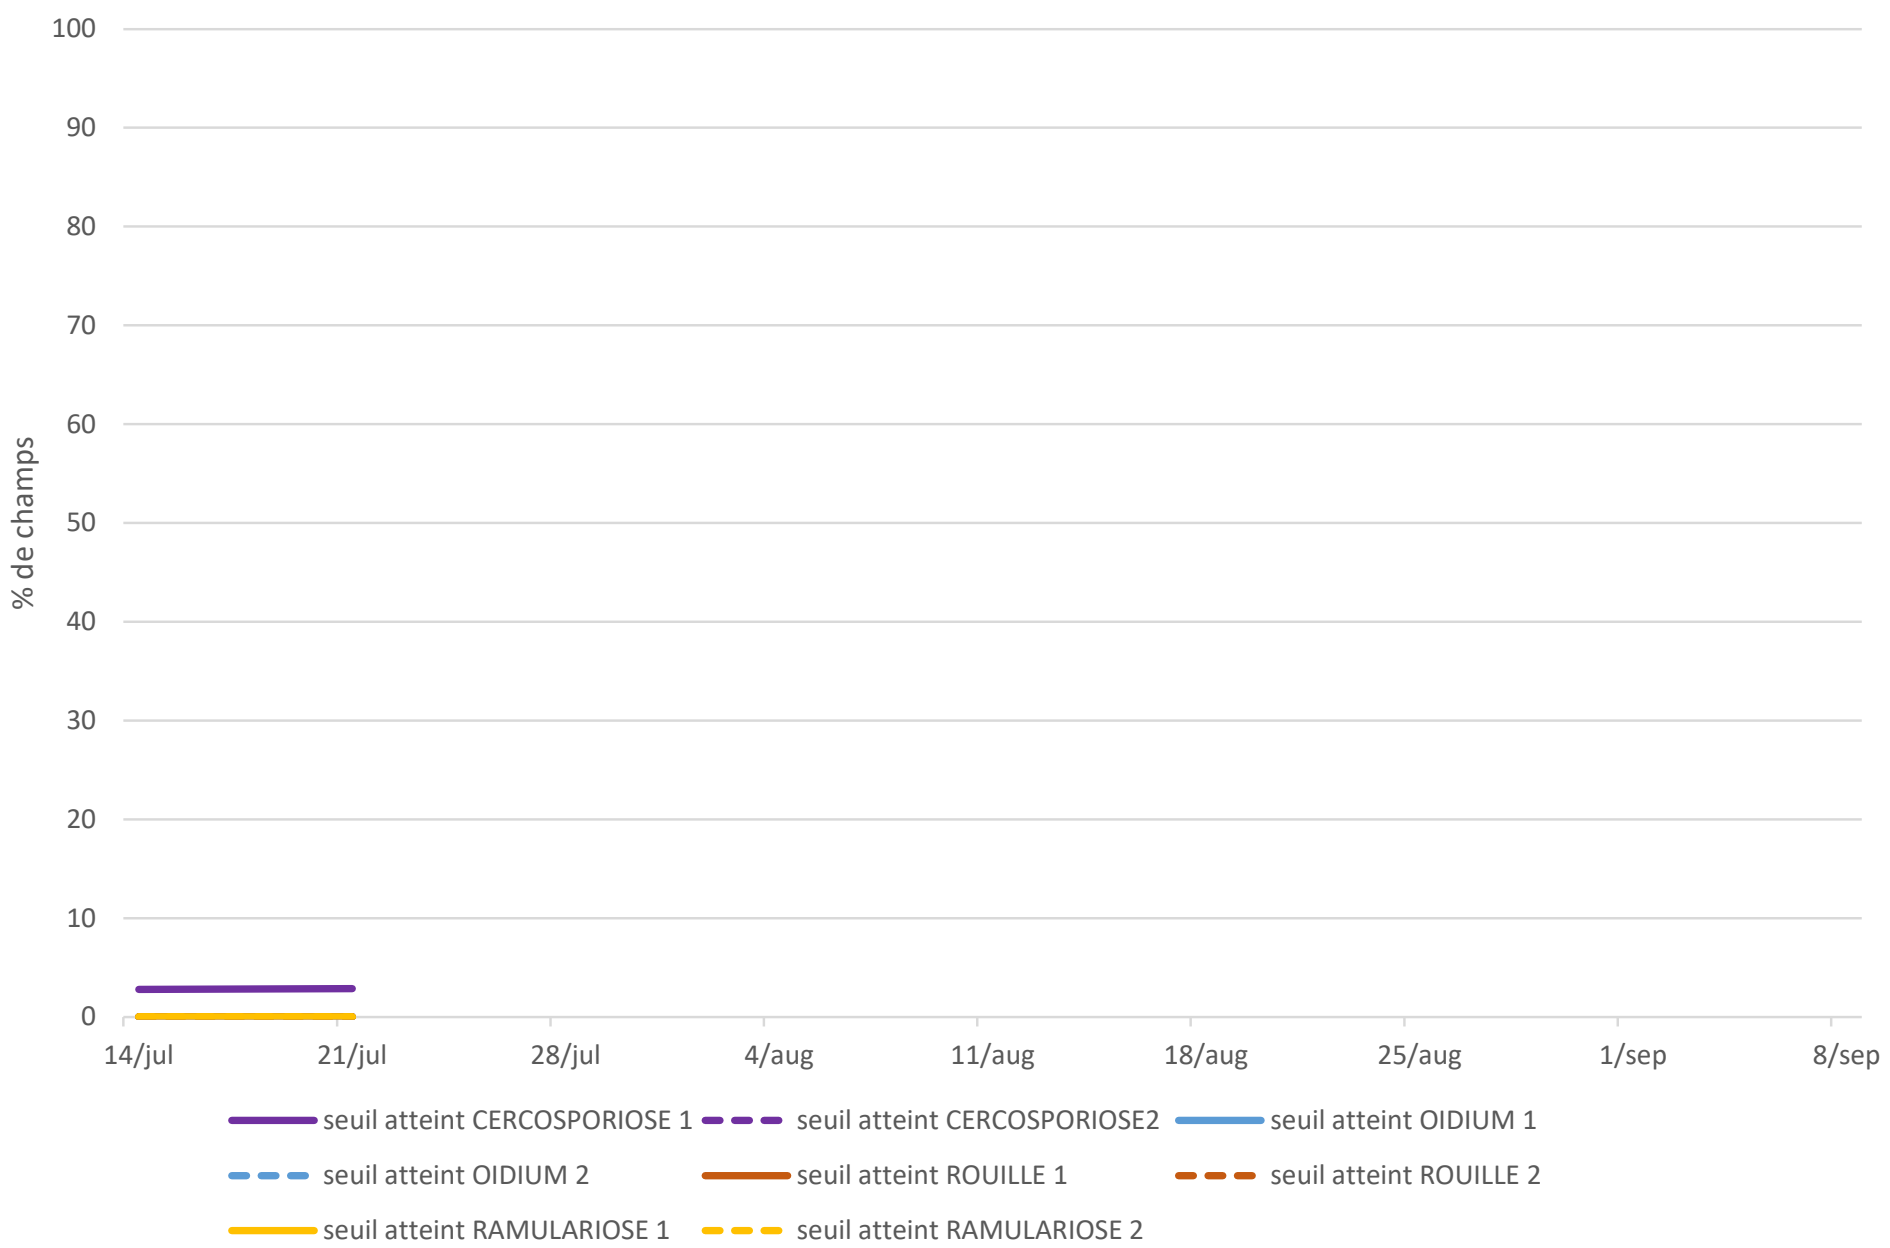 100
90
80
70
60
50
40
30
20
10
0
% de champs
14/jul 21/jul 28/jul 4/aug 11/aug 18/aug 25/aug 1/sep 8/sep
seuil atteint CERCOSPORIOSE 1 seuil atteint CERCOSPORIOSE2 seuil atteint OIDIUM 1
seuil atteint OIDIUM 2 seuil atteint ROUILLE 1 seuil atteint ROUILLE 2
seuil atteint RAMULARIOSE 1 seuil atteint RAMULARIOSE 2